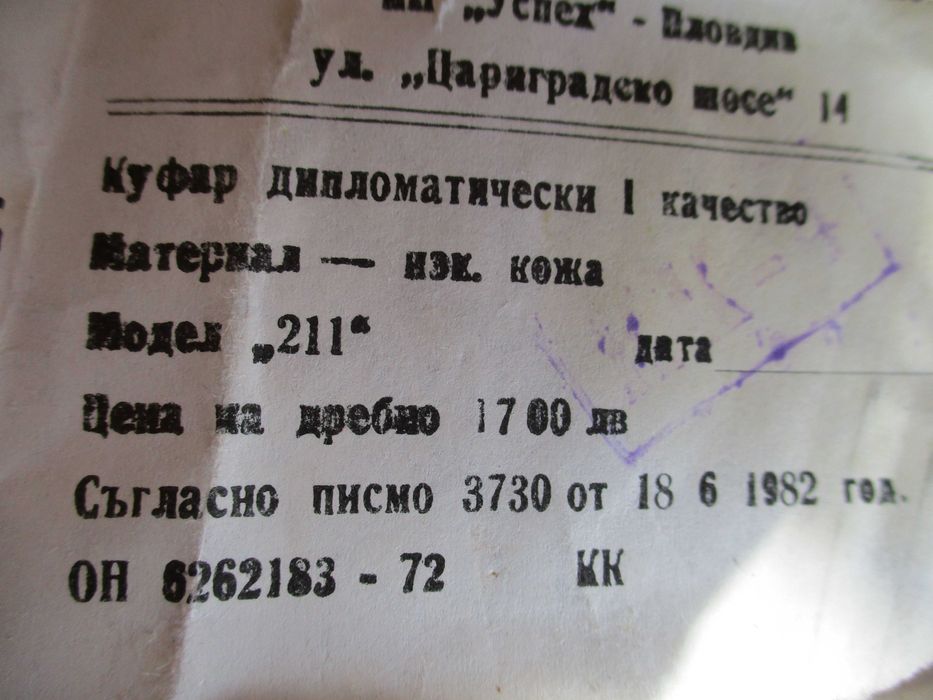 „Успех“ - Пловдив
ул. „Цариградско шосе“ 14
Куфар дипломатически I качество
Материал — изк. кожа
Модел „211“ дата
Цена на дребно 17 00 лв
Съгласно писмо 3730 от 18 6 1982 год.
ОН 6262183 - 72 КК